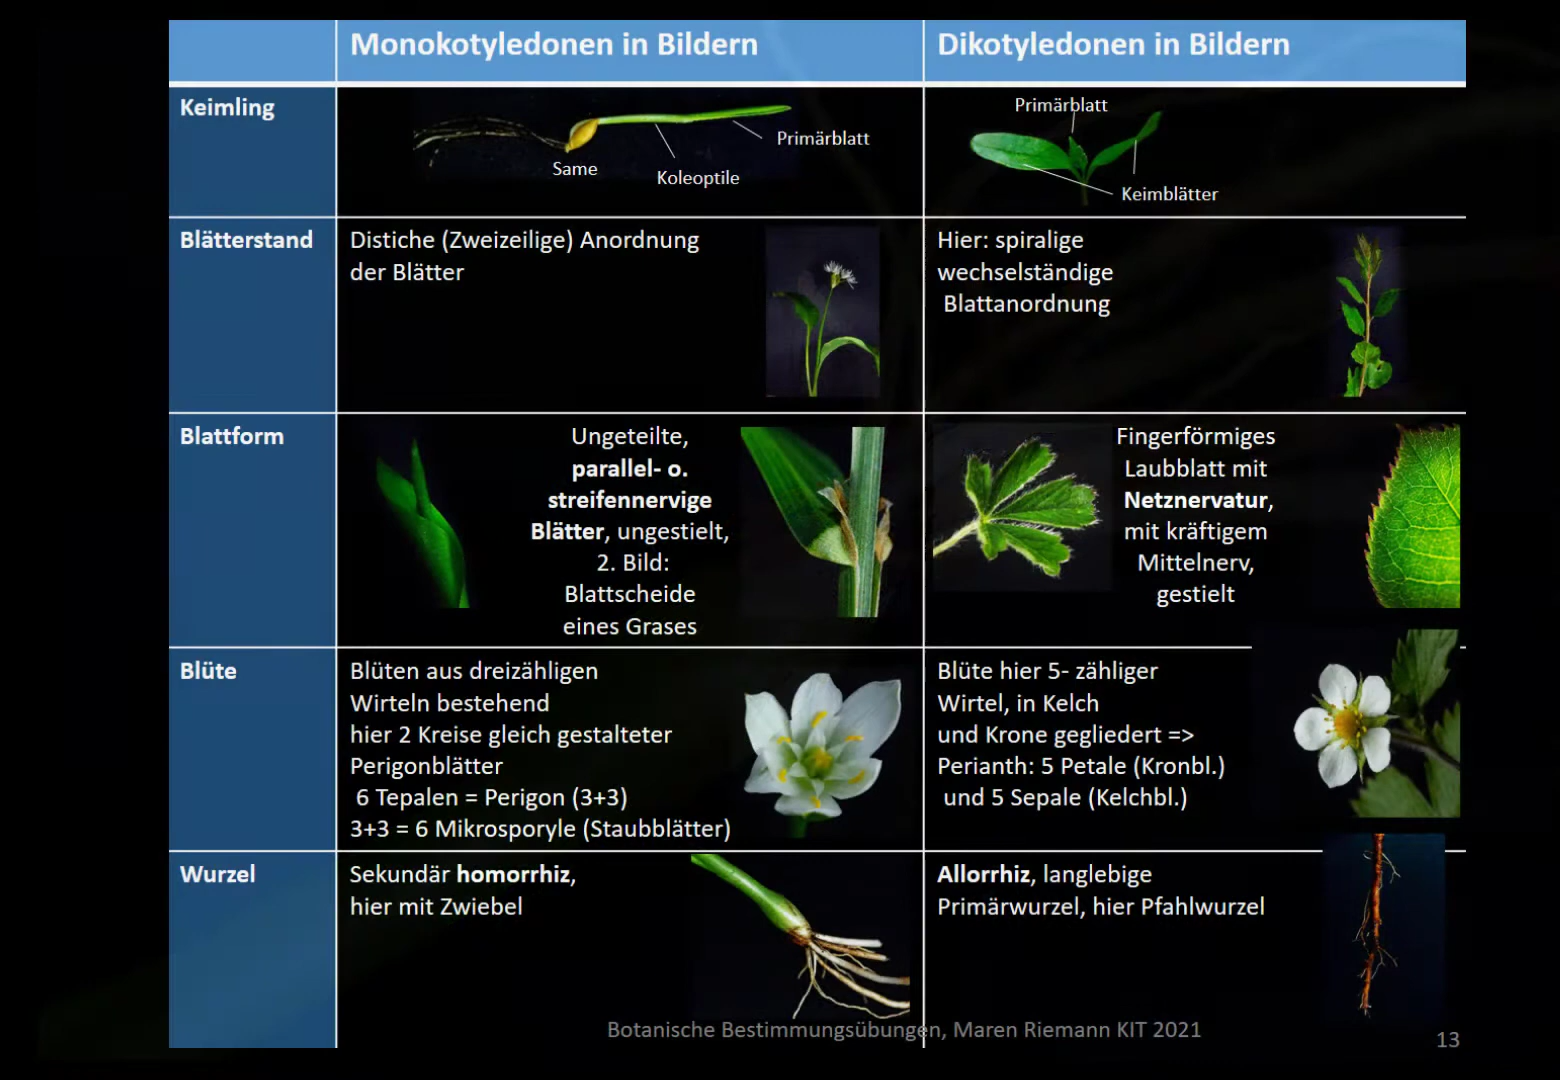 Monokotyledonen in Bildern
Dikotyledonen in Bildern
Keimling
Same
Koleoptile
Primärblatt
Primärblatt
Keimblätter
Blätterstand
Distiche (Zweizeilige) Anordnung
der Blätter
Hier: spiralige
wechselständige
Blattanordnung
Blattform
Ungeteilte,
parallel- o.
streifennervige
Blätter, ungestielt,
2. Bild:
Blattscheide
eines Grases
Fingerförmiges
Laubblatt mit
Netznervatur,
mit kräftigem
Mittelnerv,
gestielt
Blüte
Blüten aus dreizähligen
Wirteln bestehend
hier 2 Kreise gleich gestalteter
Perigonblätter
6 Tepalen = Perigon (3+3)
3+3 = 6 Mikrosporyle (Staubblätter)
Blüte hier 5- zähliger
Wirtel, in Kelch
und Krone gegliedert =>
Perianth: 5 Petale (Kronbl.)
und 5 Sepale (Kelchbl.)
Wurzel
Sekundär homorrhiz,
hier mit Zwiebel
Allorrhiz, langlebige
Primärwurzel, hier Pfahlwurzel
Botanische Bestimmungsübungen, Maren Riemann KIT 2021
13